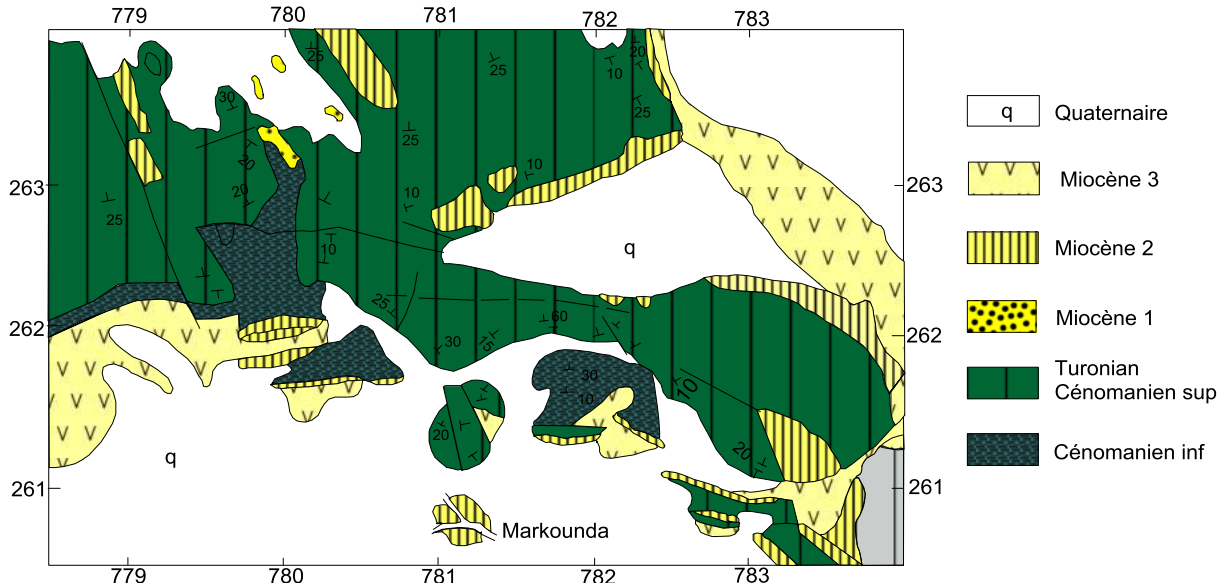 779 780 781 782 783
20
25 25 10
30
25
q Quaternaire
25
20
10
263 263
20
Miocène 3
10
25
10
q
Miocène 2
25
60
262 262
Miocène 1
30 15
30
Turonian
Cénomanien sup
10 10
20
20
Cénomanien inf
q
261 261
Markounda
779 780 781 782 783